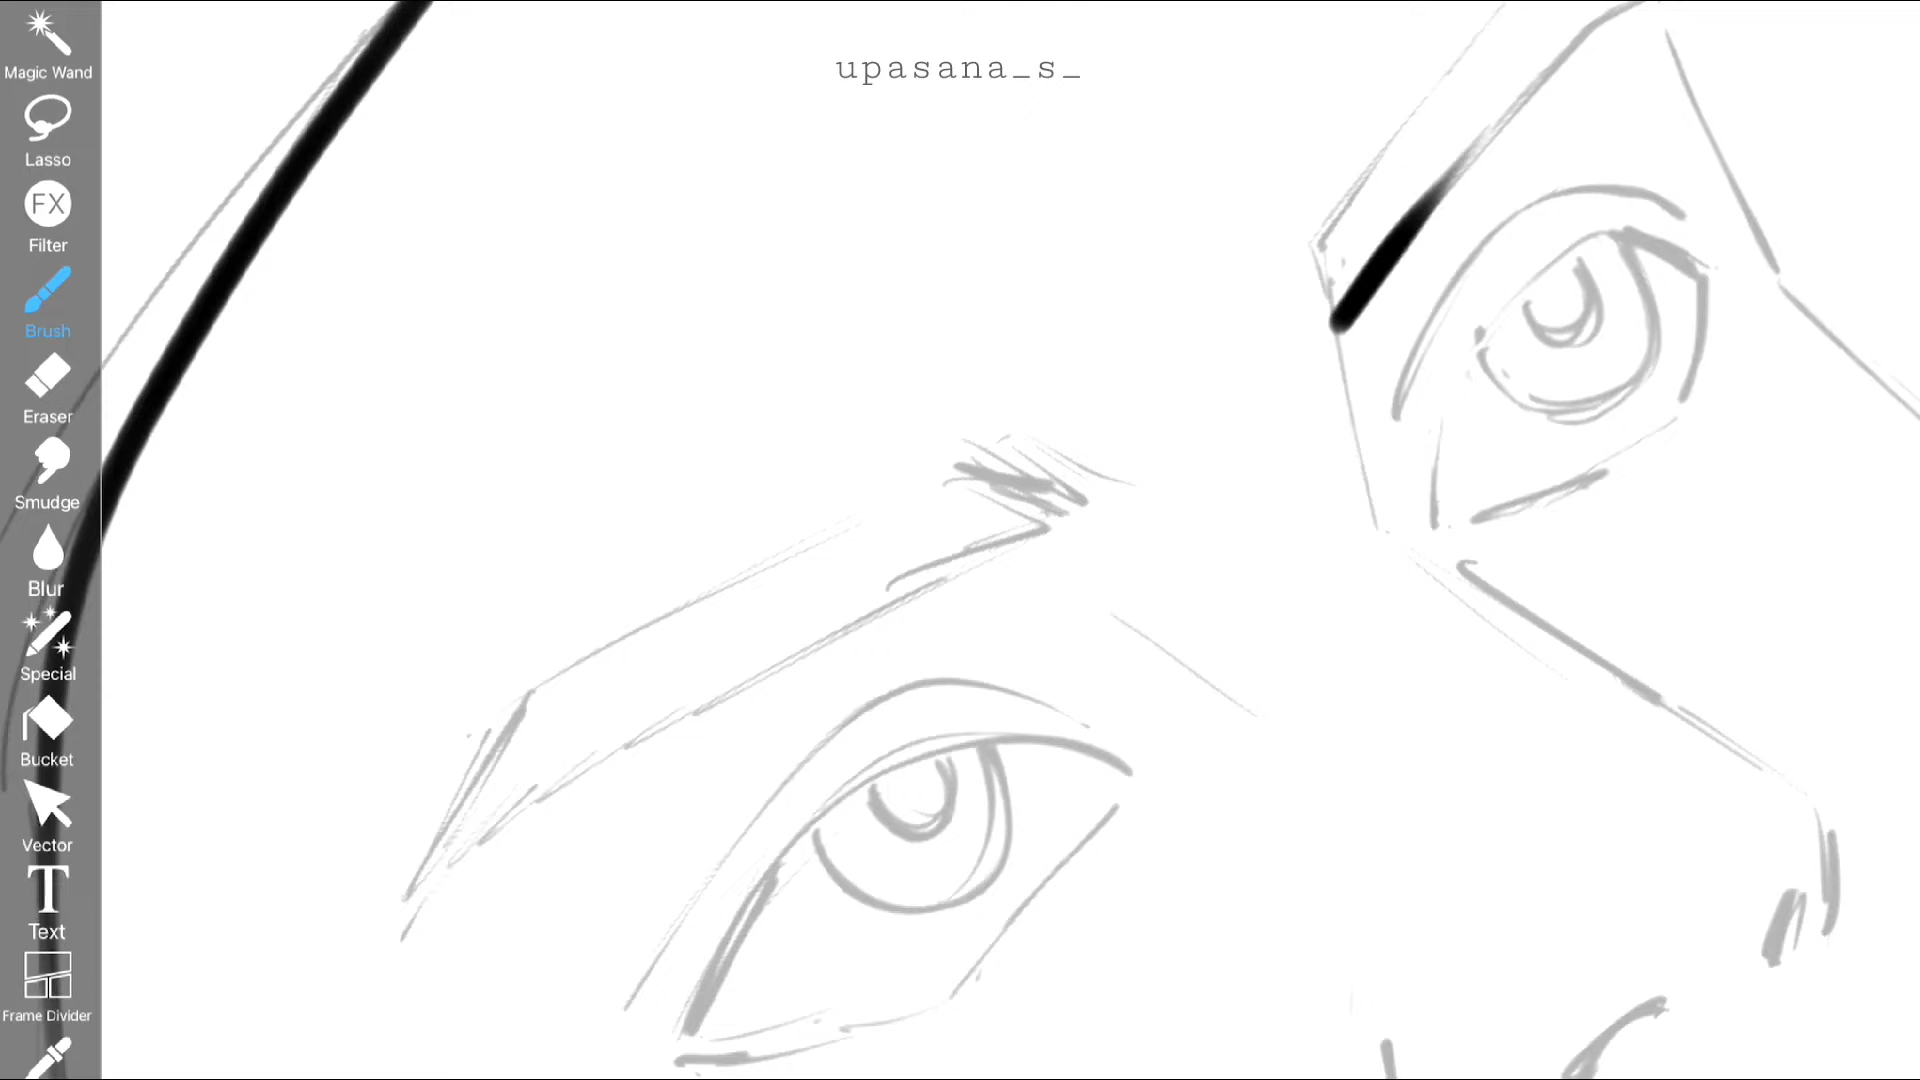 upasana_s_
Magic Wand
Lasso
FX
Filter
Brush
Eraser
Smudge
Blur
Special
Bucket
Vector
T
Text
Frame Divider